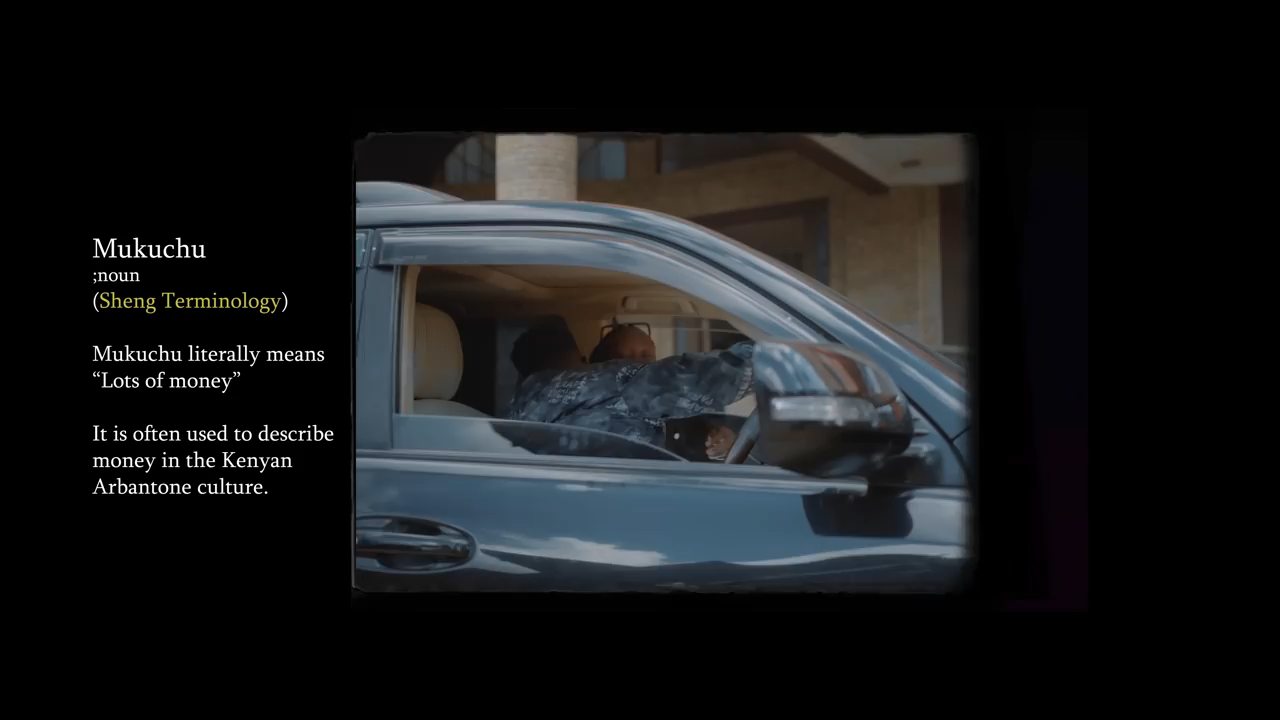 Mukuchu
;noun
(Sheng Terminology)
Mukuchu literally means
“Lots of money”
It is often used to describe
money in the Kenyan
Arbantone culture.